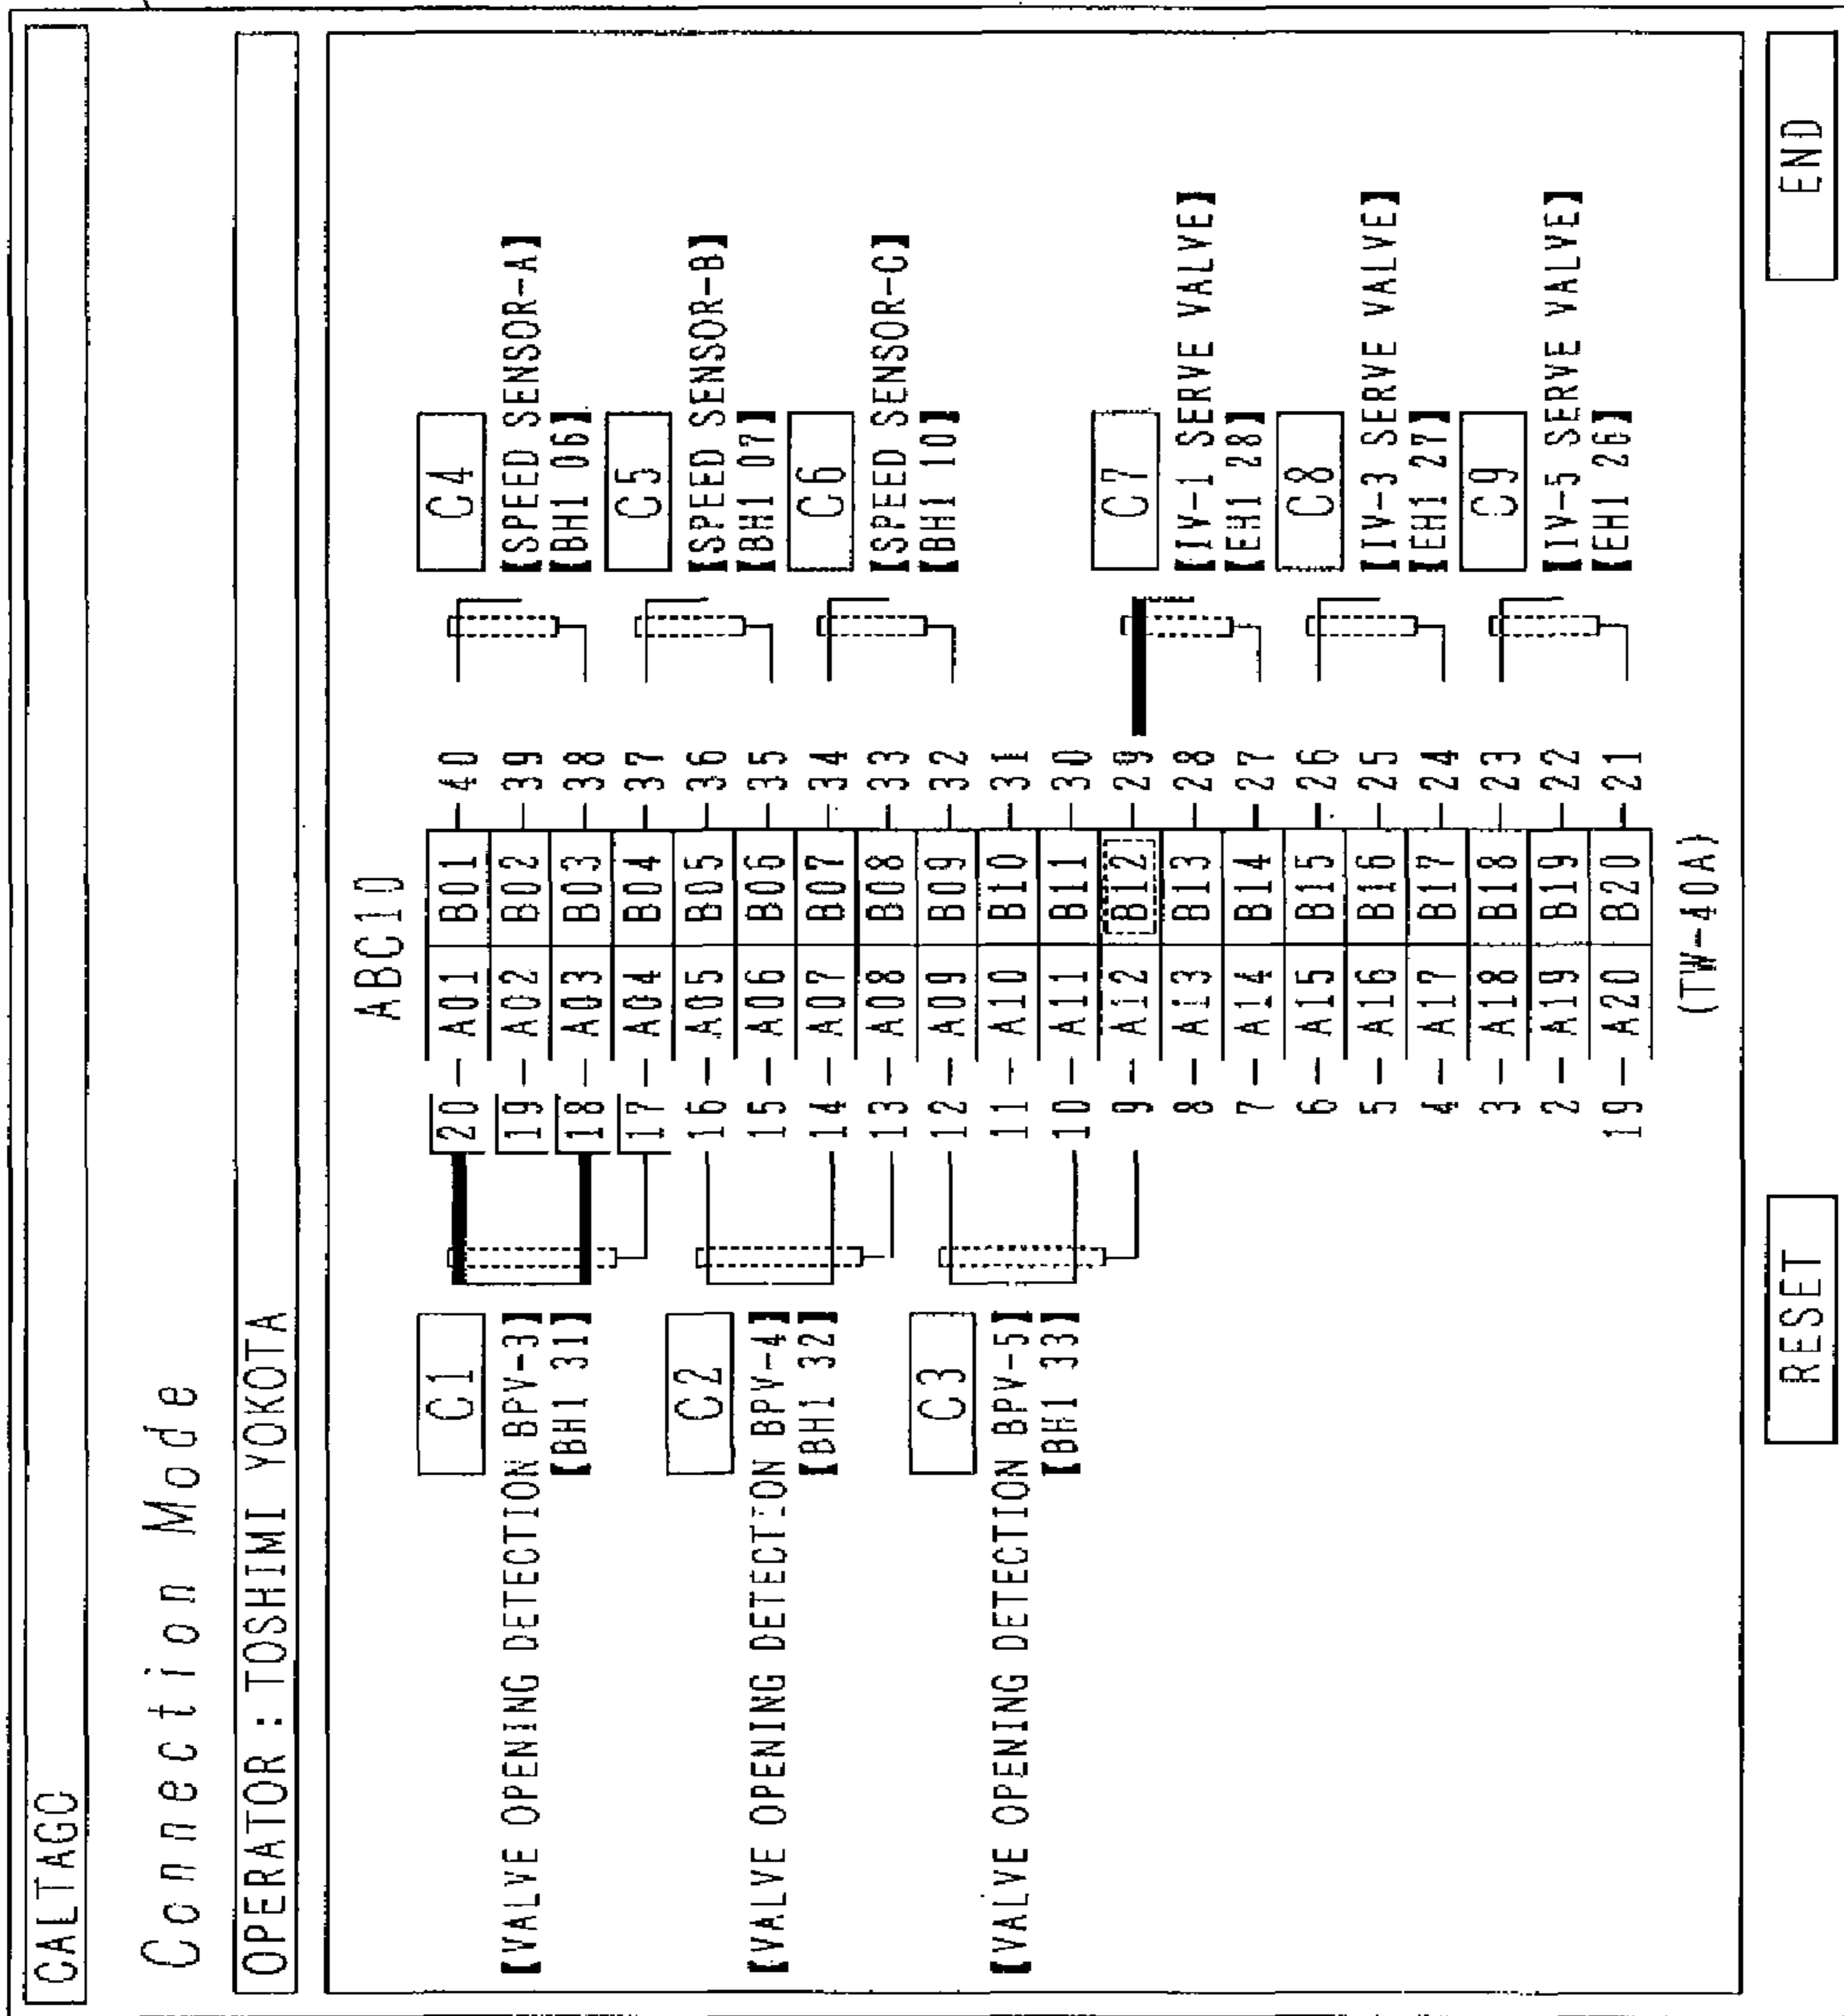 CALTAGC
Connection Mode
OPERATOR : TOSHIMI YOKOTA
ABC10
C1
【VALVE OPENING DETECTION BPV-3】
【BH1 31】
C2
【VALVE OPENING DETECTION BPV-4】
【BH1 32】
C3
【VALVE OPENING DETECTION BPV-5】
【BH1 33】
20 - A01 B01 - 40
19 - A02 B02 - 39
18 - A03 B03 - 38
17 - A04 B04 - 37
16 - A05 B05 - 36
15 - A06 B06 - 35
14 - A07 B07 - 34
13 - A08 B08 - 33
12 - A09 B09 - 32
11 - A10 B10 - 31
10 - A11 B11 - 30
9 - A12 B12 - 29
8 - A13 B13 - 28
7 - A14 B14 - 27
6 - A15 B15 - 26
5 - A16 B16 - 25
4 - A17 B17 - 24
3 - A18 B18 - 23
2 - A19 B19 - 22
19 - A20 B20 - 21
(TW-40A)
C4
【SPEED SENSOR-A】
【BH1 06】
C5
【SPEED SENSOR-B】
【BH1 07】
C6
【SPEED SENSOR-C】
【BH1 10】
C7
【IV-1 SERVE VALVE】
【EH1 28】
C8
【IV-3 SERVE VALVE】
【EH1 27】
C9
【IV-5 SERVE VALVE】
【EH1 26】
RESET
END